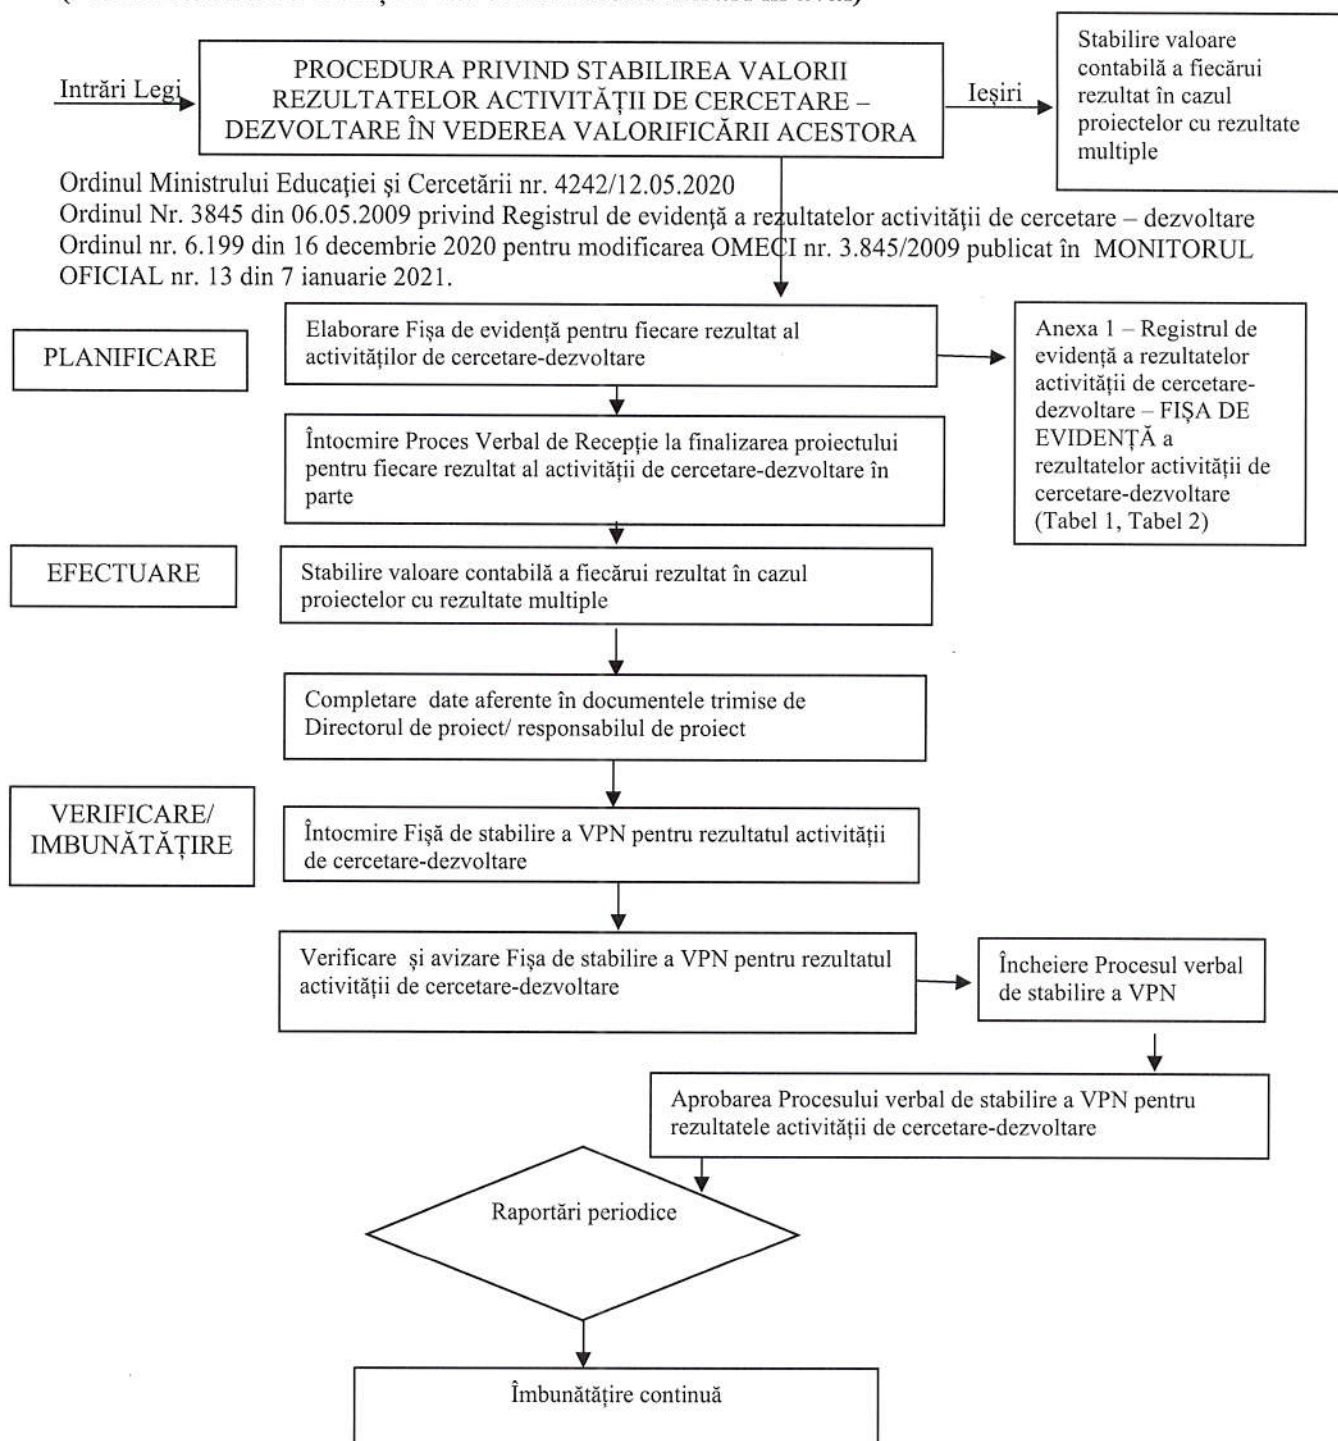 Intrări Legi
PROCEDURA PRIVIND STABILIREA VALORII
REZULTATELOR ACTIVITĂȚII DE CERCETARE –
DEZVOLTARE ÎN VEDEREA VALORIFICĂRII ACESTORA
Ieșiri
Stabilire valoare
contabilă a fiecărui
rezultat în cazul
proiectelor cu rezultate
multiple
Ordinul Ministrului Educației și Cercetării nr. 4242/12.05.2020
Ordinul Nr. 3845 din 06.05.2009 privind Registrul de evidență a rezultatelor activității de cercetare – dezvoltare
Ordinul nr. 6.199 din 16 decembrie 2020 pentru modificarea OMECI nr. 3.845/2009 publicat în MONITORUL
OFICIAL nr. 13 din 7 ianuarie 2021.
PLANIFICARE
Elaborare Fișa de evidență pentru fiecare rezultat al
activităților de cercetare-dezvoltare
Anexa 1 – Registrul de
evidență a rezultatelor
activității de cercetare-
dezvoltare – FIȘA DE
EVIDENȚĂ a
rezultatelor activității de
cercetare-dezvoltare
(Tabel 1, Tabel 2)
Întocmire Proces Verbal de Recepție la finalizarea proiectului
pentru fiecare rezultat al activității de cercetare-dezvoltare în
parte
EFECTUARE
Stabilire valoare contabilă a fiecărui rezultat în cazul
proiectelor cu rezultate multiple
Completare date aferente în documentele trimise de
Directorul de proiect/ responsabilul de proiect
VERIFICARE/
IMBUNĂTĂȚIRE
Întocmire Fișă de stabilire a VPN pentru rezultatul activității
de cercetare-dezvoltare
Verificare și avizare Fișa de stabilire a VPN pentru rezultatul
activității de cercetare-dezvoltare
Încheiere Procesul verbal
de stabilire a VPN
Aprobarea Procesului verbal de stabilire a VPN pentru
rezultatele activității de cercetare-dezvoltare
Raportări periodice
Îmbunătățire continuă